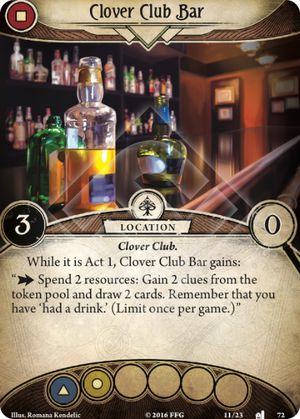 Clover Club Bar
3
LOCATION
0
Clover Club.
While it is Act 1, Clover Club Bar gains:
“ Spend 2 resources: Gain 2 clues from the
token pool and draw 2 cards. Remember that you
have ‘had a drink.’ (Limit once per game.)”
Illus. Romana Kendelic
© 2016 FFG
11/23
72